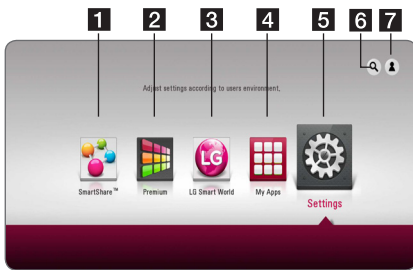 1 2 3 4 5 6 7
Adjust settings according to users environment.
LG
SmartShare™ Premium LG Smart World My Apps Settings